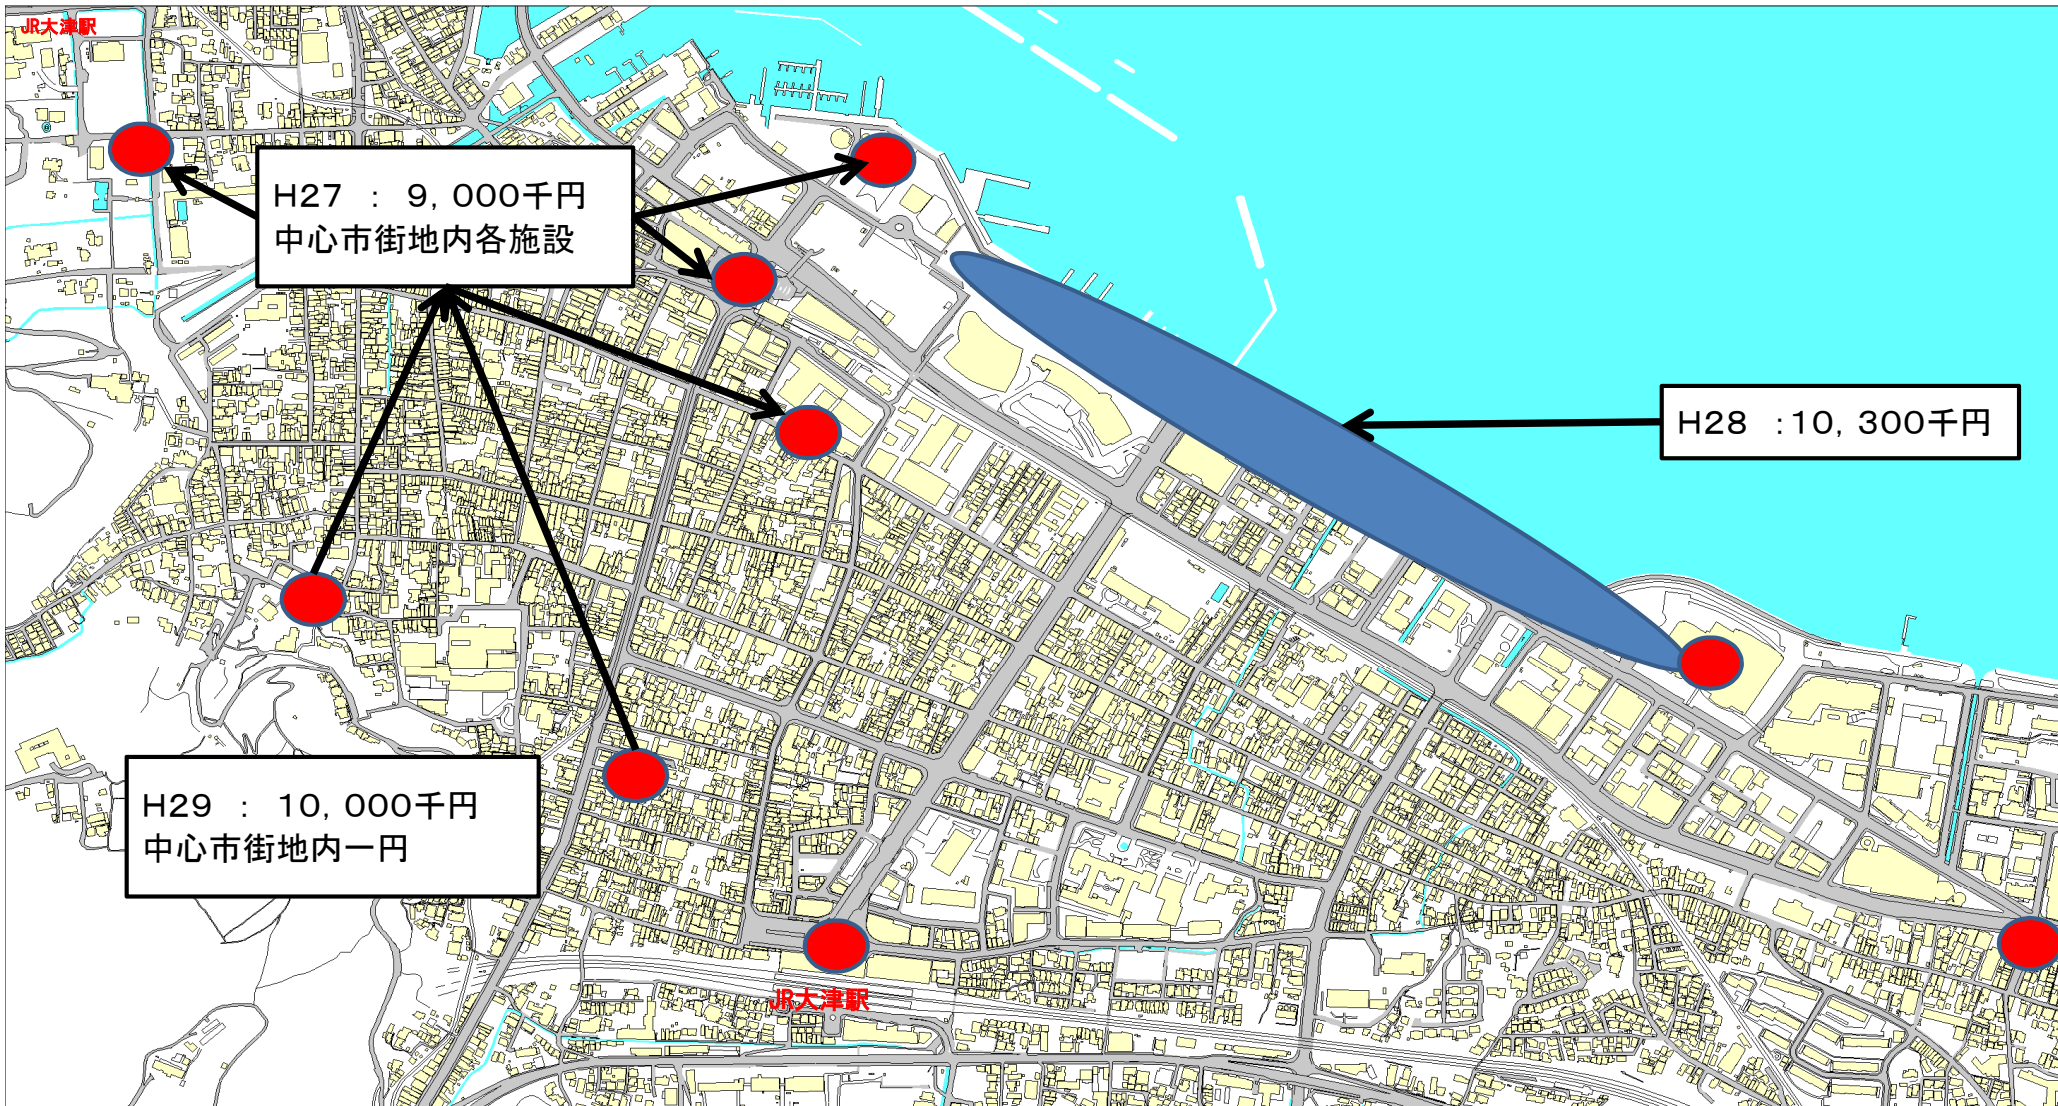 JR大津駅
H27 : 9,000千円
中心市街地内各施設
H28 :10,300千円
H29 : 10,000千円
中心市街地内一円
JR大津駅